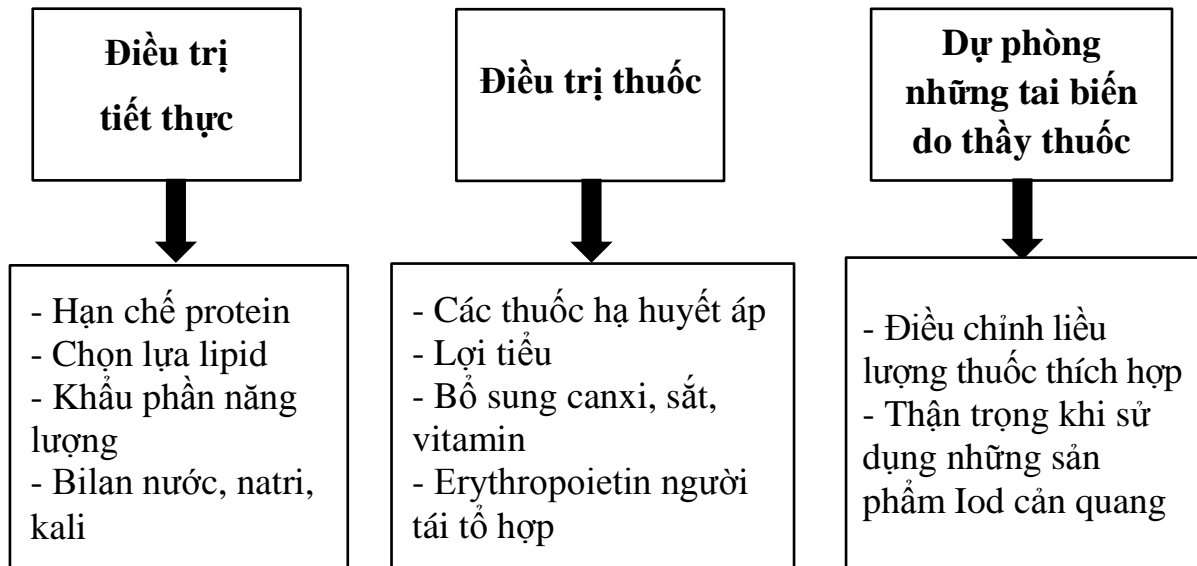 Điều trị
tiết thực
- Hạn chế protein
- Chọn lựa lipid
- Khẩu phần năng
lượng
- Bilan nước, natri,
kali
Điều trị thuốc
- Các thuốc hạ huyết áp
- Lợi tiểu
- Bổ sung canxi, sắt,
vitamin
- Erythropoietin người
tái tổ hợp
Dự phòng
những tai biến
do thầy thuốc
- Điều chỉnh liều
lượng thuốc thích hợp
- Thận trọng khi sử
dụng những sản
phẩm Iod cản quang